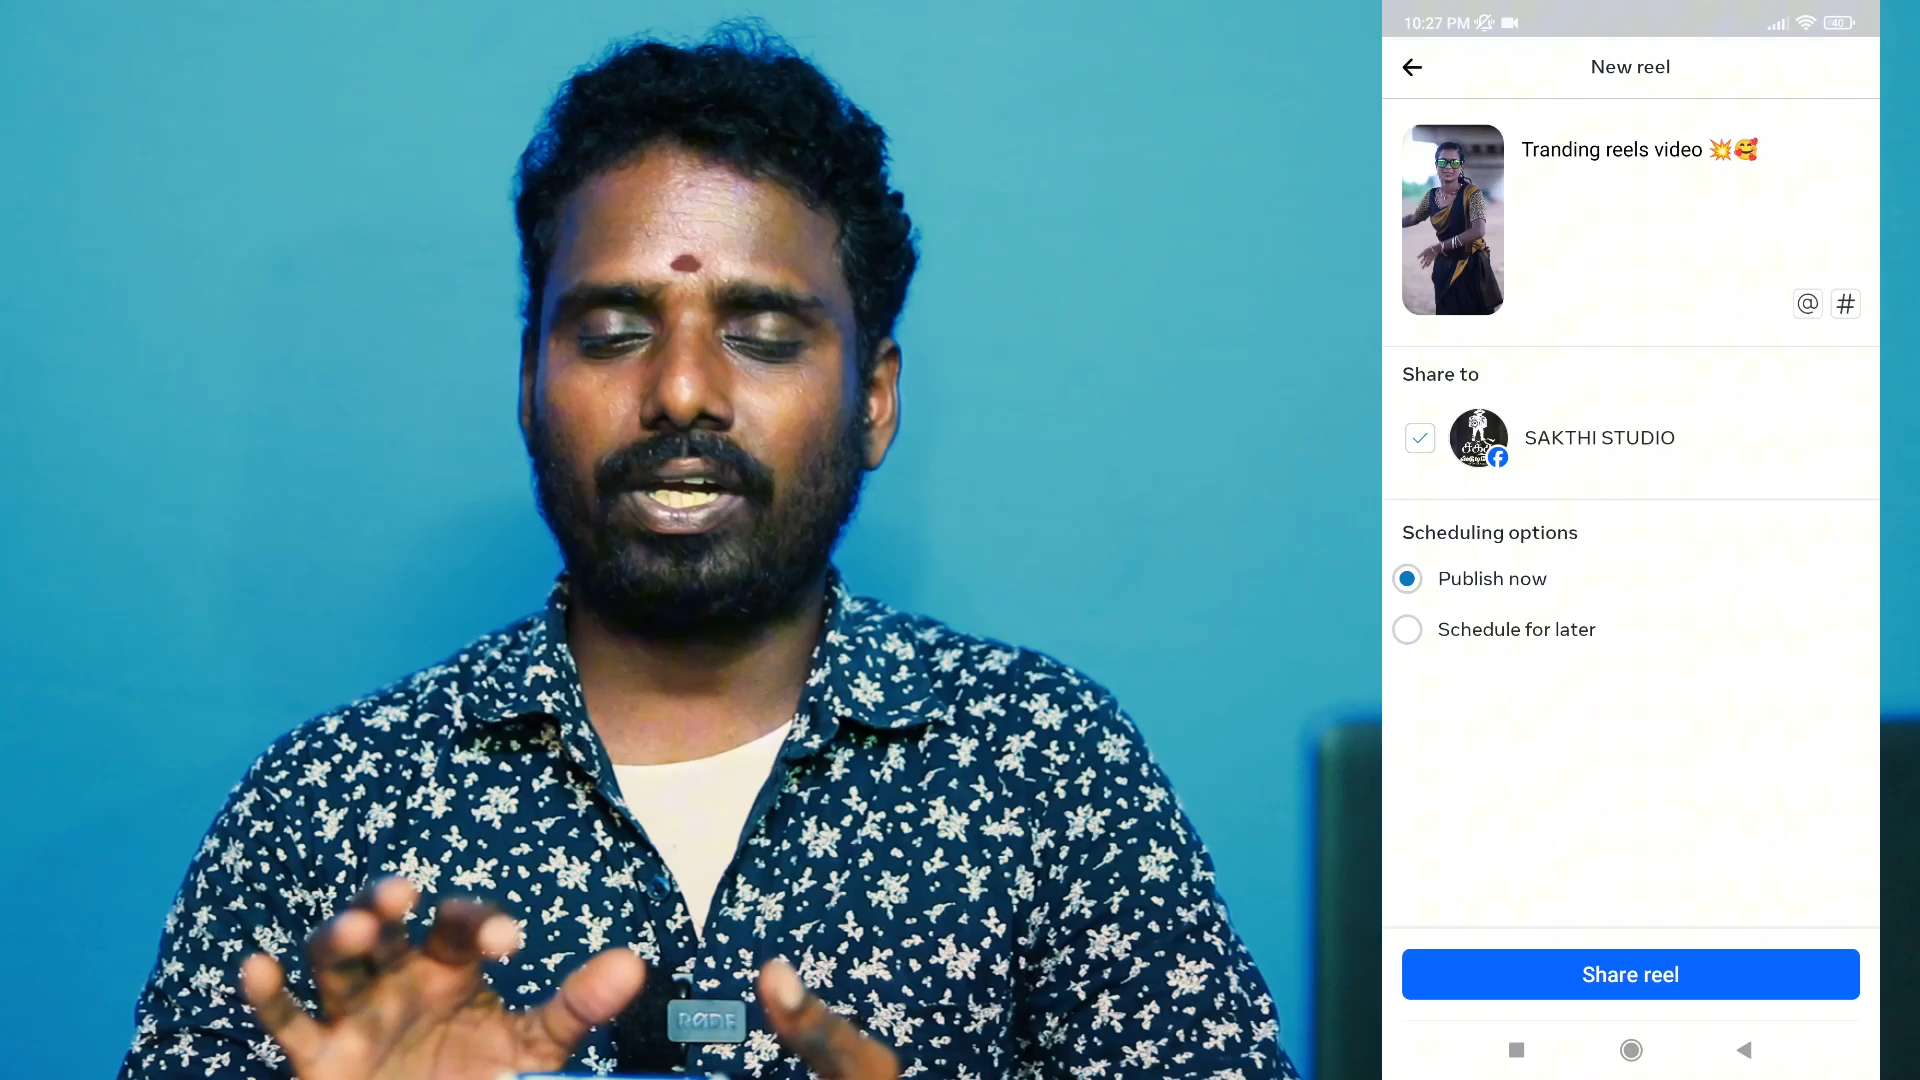 10:27 PM
40
New reel
Tranding reels video 💥🥰
@ #
Share to
SAKTHI STUDIO
Scheduling options
Publish now
Schedule for later
Share reel
RØDE